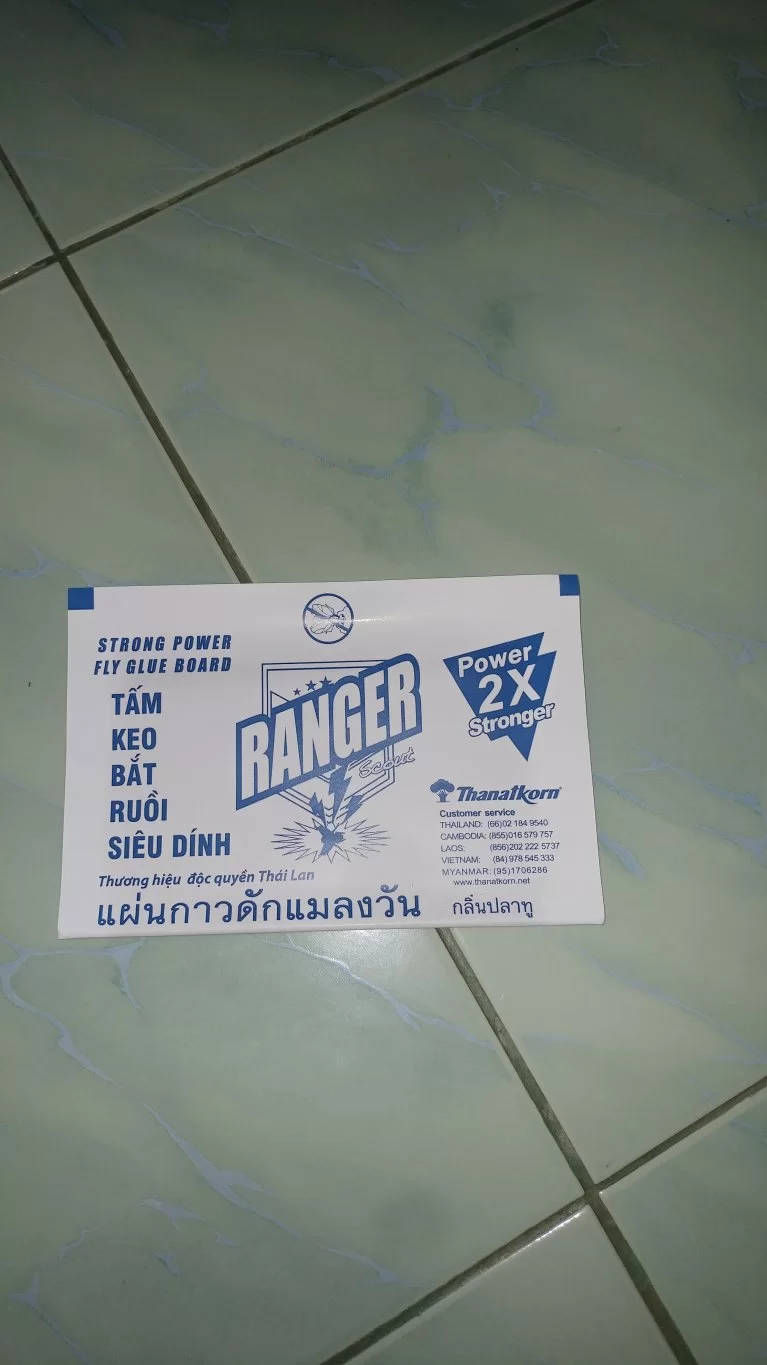 STRONG POWER
FLY GLUE BOARD
TẤM
KEO
BẮT
RUỒI
SIÊU DÍNH
Thương hiệu độc quyền Thái Lan
แผ่นกาวดักแมลงวัน
RANGER
Scout
Power
2X
Stronger
Thanatkorn
Customer service
THAILAND: (66)02 184 9540
CAMBODIA: (855)016 579 757
LAOS: (856)202 222 5737
VIETNAM: (84) 978 545 333
MYANMAR: (95)1706286
www.thanatkorn.net
กลิ่นปลาทู